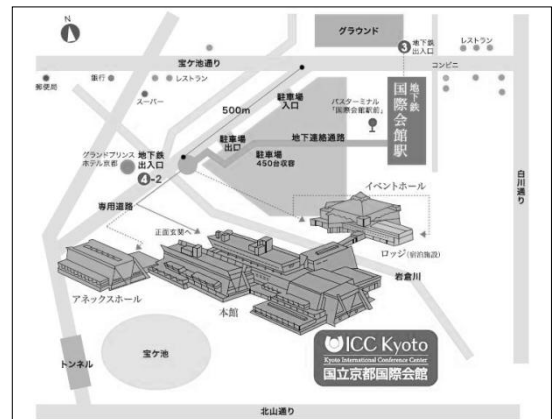 N
グラウンド
3
地下鉄
出入口
レストラン
宝ケ池通り
コンビニ
郵便局
銀行
レストラン
スーパー
500m
駐車場
入口
バスターミナル
「国際会館駅前」
地下鉄
国際会館駅
駐車場
出口
地下連絡通路
グランドプリンス
ホテル京都
地下鉄
出入口
4-2
駐車場
450台収容
白川通り
専用道路
イベントホール
正面玄関へ
ロッジ(宿泊施設)
岩倉川
アネックスホール
本館
トンネル
宝ケ池
ICC Kyoto
Kyoto International Conference Center
国立京都国際会館
北山通り